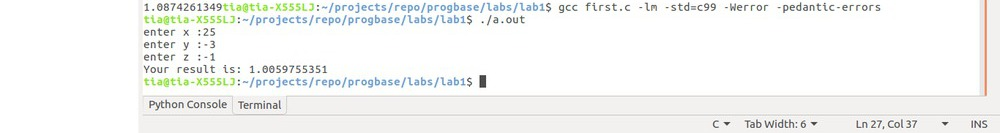 1.0874261349tia@tia-X555LJ:~/projects/repo/progbase/labs/lab1$ gcc first.c -lm -std=c99 -Werror -pedantic-errors
tia@tia-X555LJ:~/projects/repo/progbase/labs/lab1$ ./a.out
enter x :25
enter y :-3
enter z :-1
Your result is: 1.0059755351
tia@tia-X555LJ:~/projects/repo/progbase/labs/lab1$
Python Console Terminal
C Tab Width: 6 Ln 27, Col 37 INS